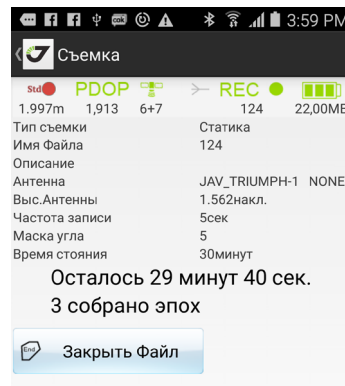 3:59 PM
Съемка
Std PDOP REC
1.997m 1,913 6+7 124 22,00МБ
Тип съемки Статика
Имя Файла 124
Описание
Антенна JAV_TRIUMPH-1 NONE
Выс.Антенны 1.562накл.
Частота записи 5сек
Маска угла 5
Время стояния 30минут
Осталось 29 минут 40 сек.
3 собрано эпох
End Закрыть Файл